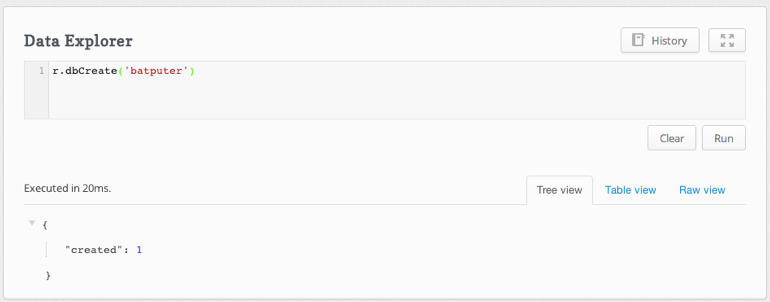 Data Explorer
History
1 r.dbCreate('batputer')
Clear
Run
Executed in 20ms.
Tree view
Table view
Raw view
{
"created": 1
}